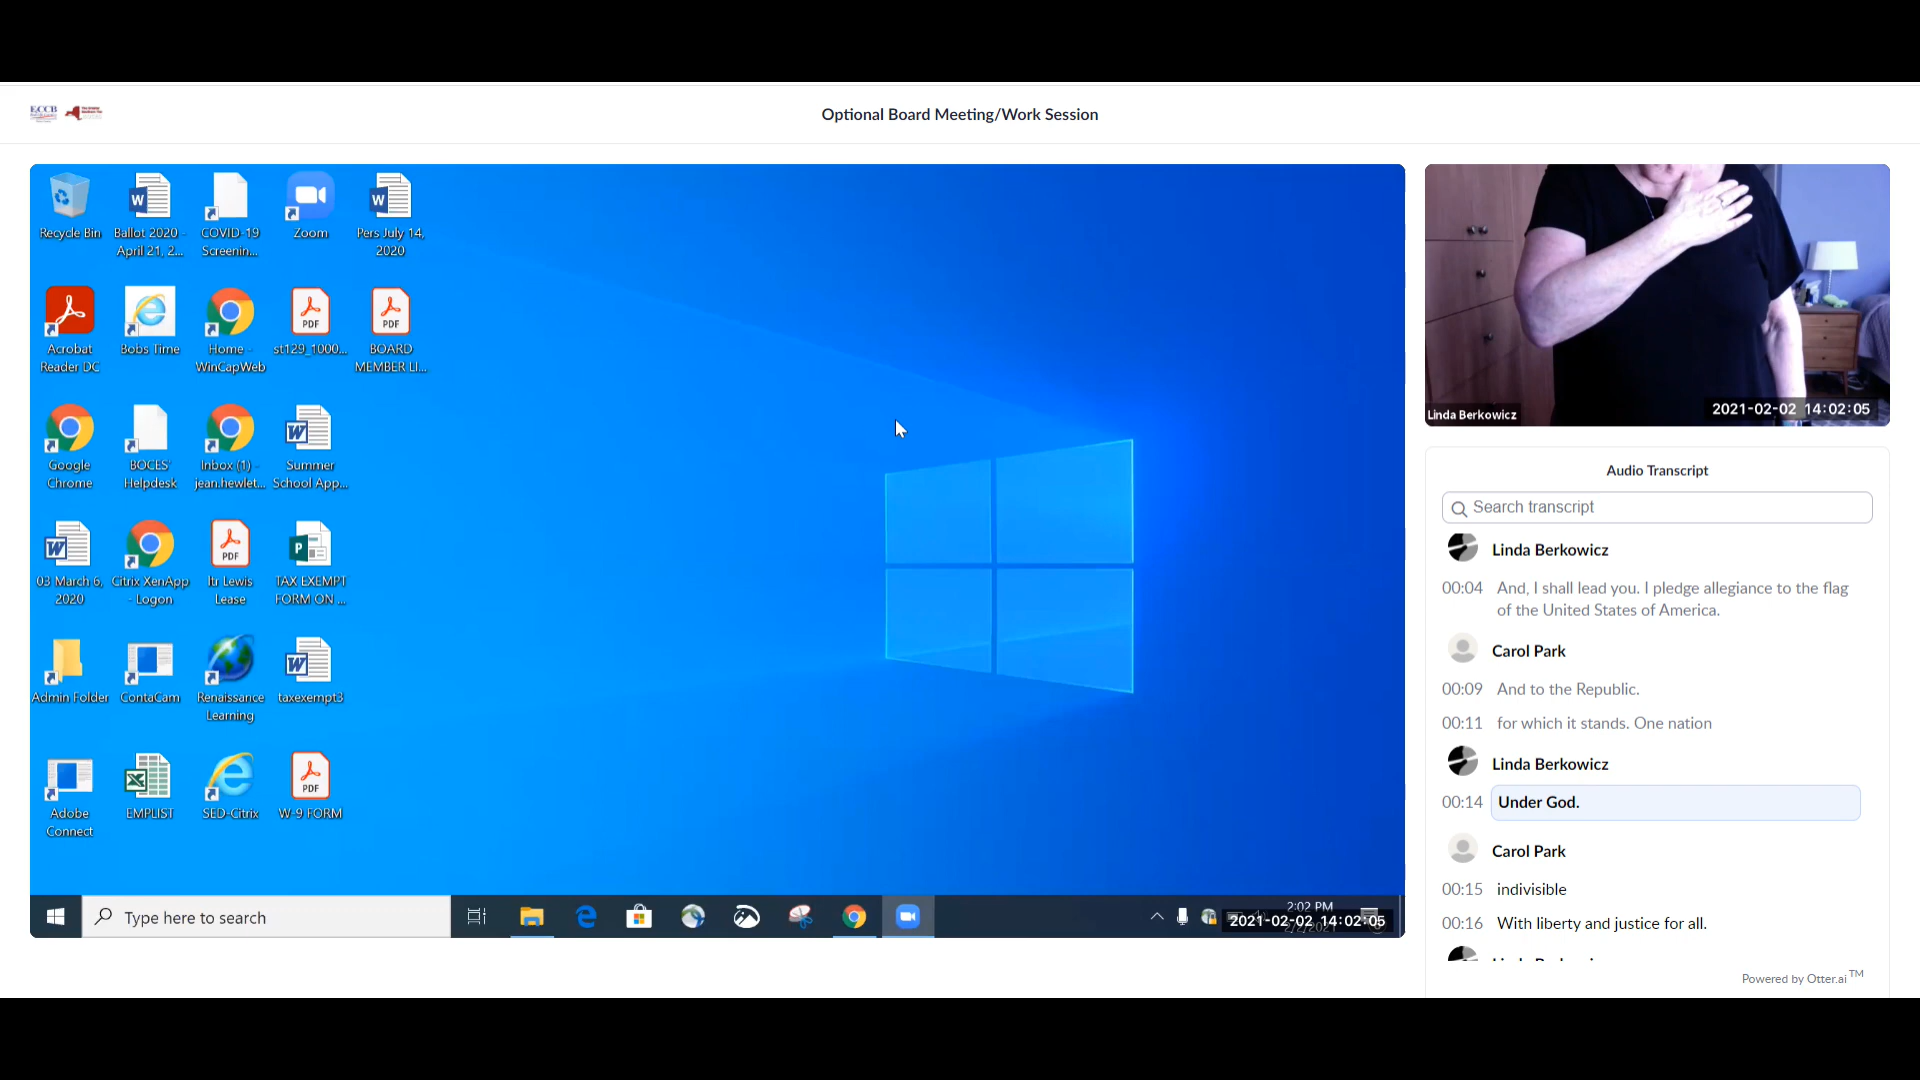 ECCB
Optional Board Meeting/Work Session
Recycle Bin
Ballot 2020 -
April 21, 2...
COVID-19
Screenin...
Zoom
Pers July 14,
2020
Acrobat
Reader DC
Bobs Time
Home -
WinCapWeb
PDF
st129_1000...
PDF
BOARD
MEMBER LI...
Google
Chrome
BOCES'
Helpdesk
Inbox (1) -
jean.hewlet...
Summer
School App...
03 March 6,
2020
Citrix XenApp
- Logon
PDF
ltr Lewis
Lease
TAX EXEMPT
FORM ON ...
Admin Folder
ContaCam
Renaissance
Learning
taxexempt3
Adobe
Connect
EMPLIST
SED-Citrix
PDF
W-9 FORM
Type here to search
2:02 PM
2021-02-02 14:02:05
Linda Berkowicz
2021-02-02 14:02:05
Audio Transcript
Search transcript
Linda Berkowicz
00:04 And, I shall lead you. I pledge allegiance to the flag
of the United States of America.
Carol Park
00:09 And to the Republic.
00:11 for which it stands. One nation
Linda Berkowicz
00:14 Under God.
Carol Park
00:15 indivisible
00:16 With liberty and justice for all.
Powered by Otter.ai TM